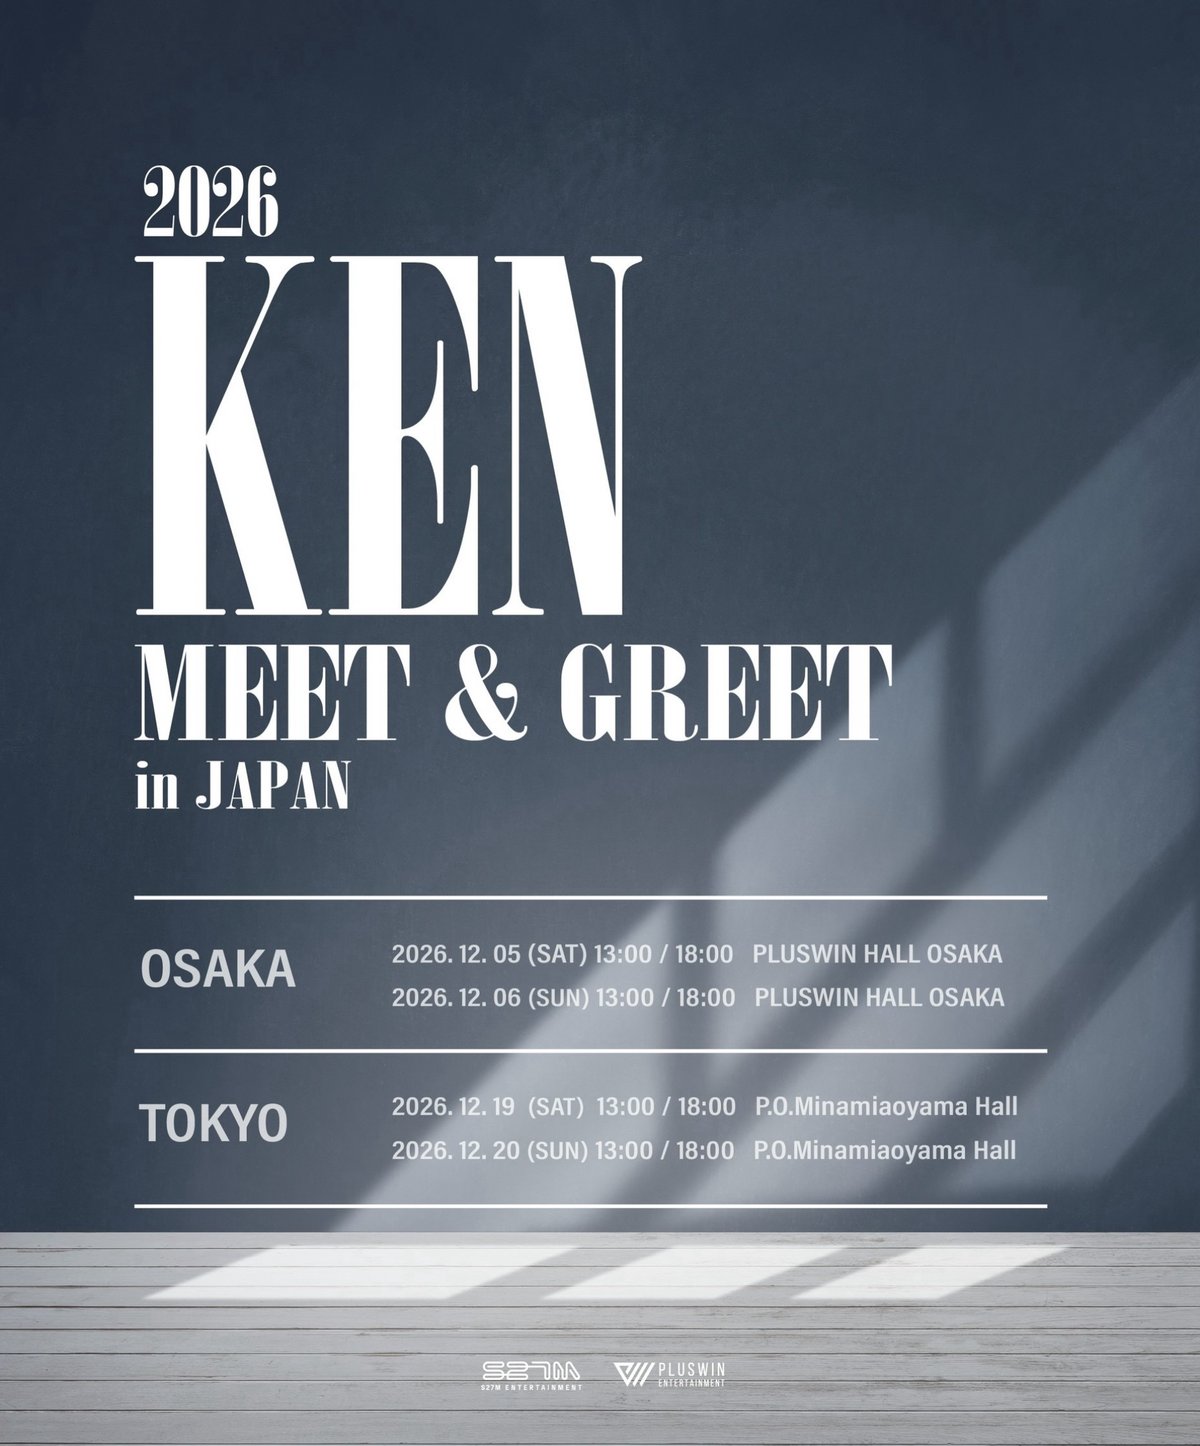 2026
KEN
MEET & GREET
in JAPAN
OSAKA
2026. 12. 05 (SAT) 13:00 / 18:00 PLUSWIN HALL OSAKA
2026. 12. 06 (SUN) 13:00 / 18:00 PLUSWIN HALL OSAKA
TOKYO
2026. 12. 19 (SAT) 13:00 / 18:00 P.O.Minamiaoyama Hall
2026. 12. 20 (SUN) 13:00 / 18:00 P.O.Minamiaoyama Hall
S27M
S27M ENTERTAINMENT
PLUSWIN
ENTERTAINMENT